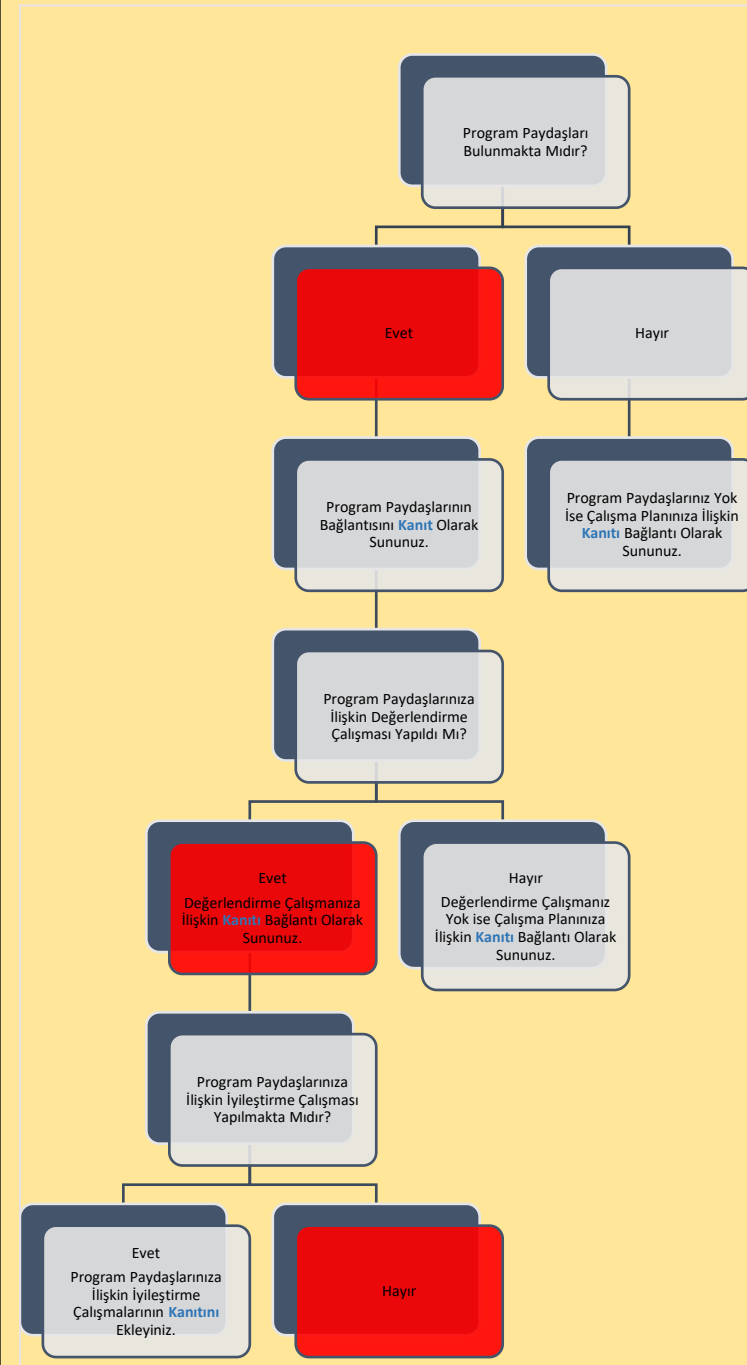 Program Paydaşları
Bulunmakta Mıdır?
Evet
Hayır
Program Paydaşlarının
Bağlantısını Kanıt Olarak
Sununuz.
Program Paydaşlarınız Yok
İse Çalışma Planınıza İlişkin
Kanıtı Bağlantı Olarak
Sununuz.
Program Paydaşlarınıza
İlişkin Değerlendirme
Çalışması Yapıldı Mı?
Evet
Değerlendirme Çalışmanıza
İlişkin Kanıtı Bağlantı Olarak
Sununuz.
Hayır
Değerlendirme Çalışmanız
Yok ise Çalışma Planınıza
İlişkin Kanıtı Bağlantı Olarak
Sununuz.
Program Paydaşlarınıza
İlişkin İyileştirme Çalışması
Yapılmakta Mıdır?
Evet
Program Paydaşlarınıza
İlişkin İyileştirme
Çalışmalarının Kanıtını
Ekleyiniz.
Hayır